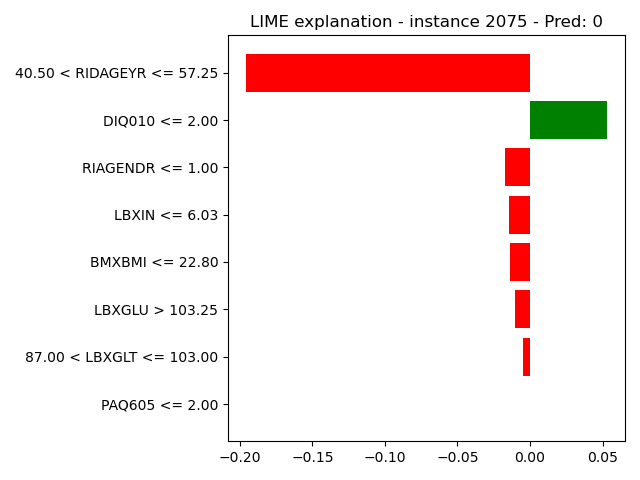 LIME explanation - instance 2075 - Pred: 0
40.50 < RIDAGEYR <= 57.25
DIQ010 <= 2.00
RIAGENDR <= 1.00
LBXIN <= 6.03
BMXBMI <= 22.80
LBXGLU > 103.25
87.00 < LBXGLT <= 103.00
PAQ605 <= 2.00
−0.20 −0.15 −0.10 −0.05 0.00 0.05